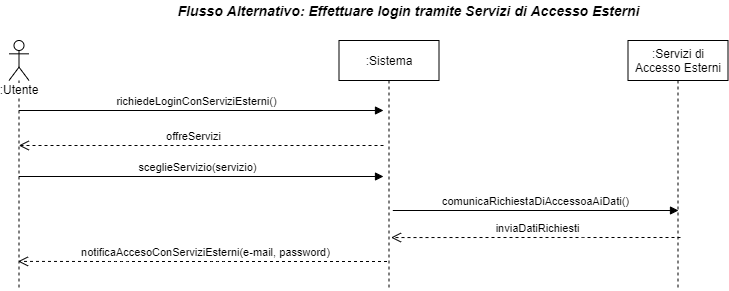 Flusso Alternativo: Effettuare login tramite Servizi di Accesso Esterni
:Utente
:Sistema
:Servizi di
Accesso Esterni
richiedeLoginConServiziEsterni()
offreServizi
sceglieServizio(servizio)
comunicaRichiestaDiAccessoaAiDati()
inviaDatiRichiesti
notificaAccesoConServiziEsterni(e-mail, password)